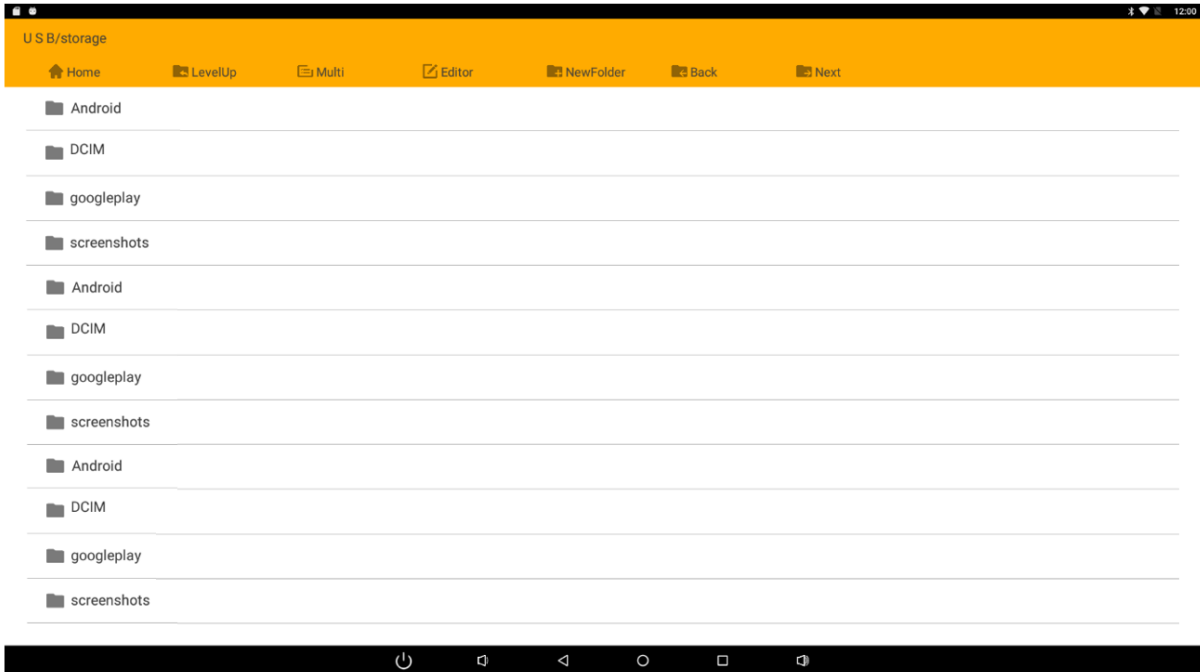 12:00
U S B/storage
Home LevelUp Multi Editor NewFolder Back Next
Android
DCIM
googleplay
screenshots
Android
DCIM
googleplay
screenshots
Android
DCIM
googleplay
screenshots